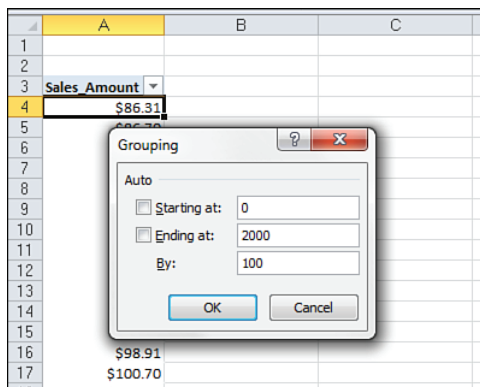 A B C
1
2
3 Sales_Amount
4 $86.31
5
6
7
8
9
10
11
12
13
14
15
16 $98.91
17 $100.70
Grouping
?
Auto
Starting at: 0
Ending at: 2000
By: 100
OK Cancel